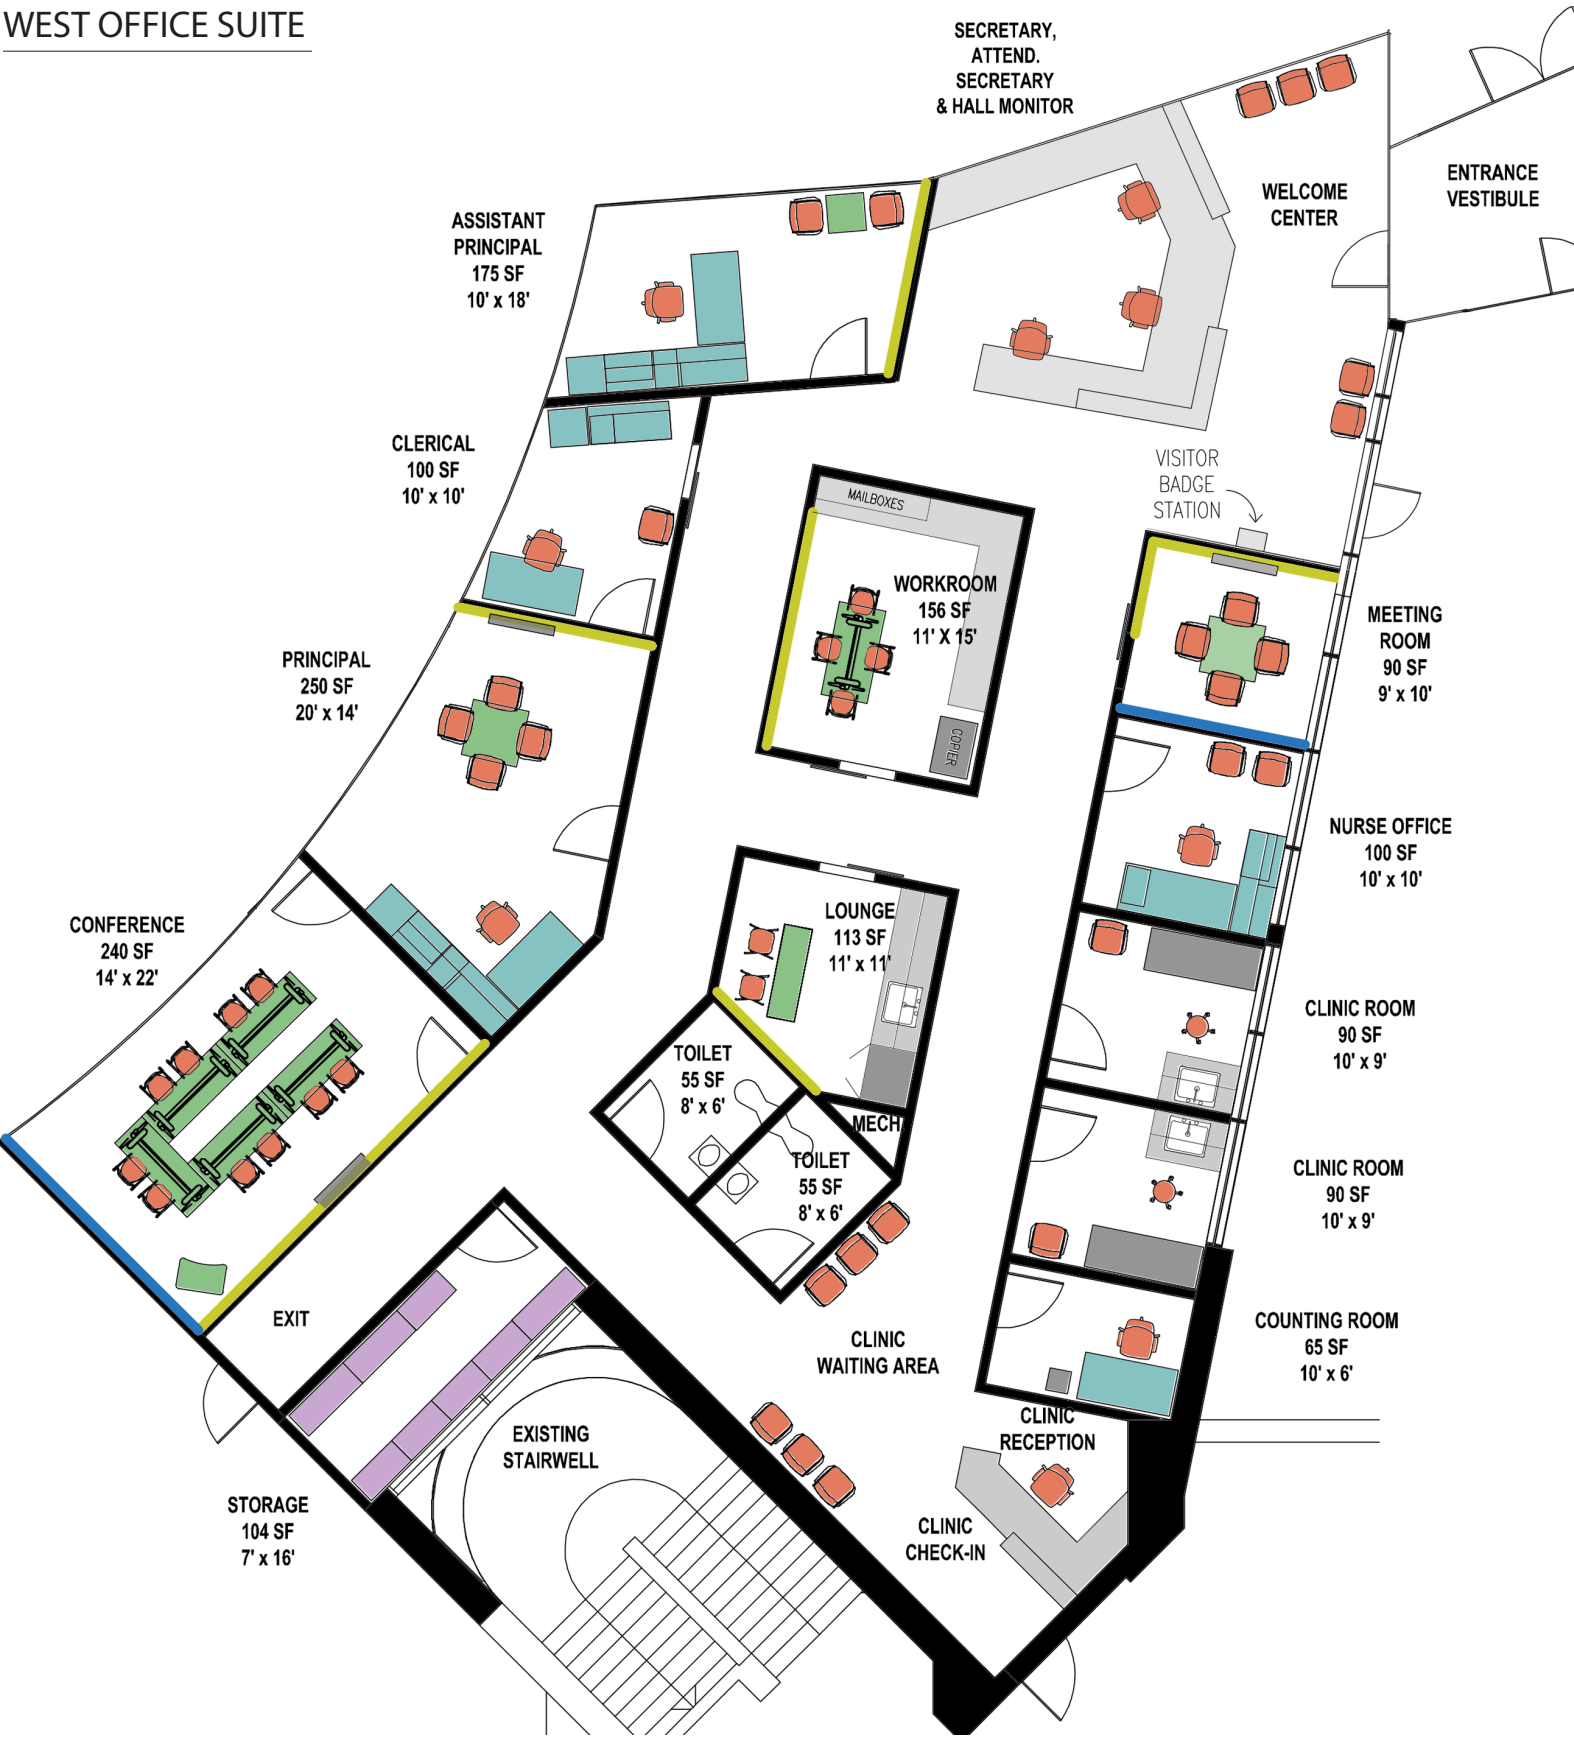 WEST OFFICE SUITE
SECRETARY,
ATTEND.
SECRETARY
& HALL MONITOR
ENTRANCE
VESTIBULE
WELCOME
CENTER
ASSISTANT
PRINCIPAL
175 SF
10' x 18'
CLERICAL
100 SF
10' x 10'
VISITOR
BADGE
STATION
MAILBOXES
WORKROOM
156 SF
11' X 15'
COPIER
MEETING
ROOM
90 SF
9' x 10'
PRINCIPAL
250 SF
20' x 14'
NURSE OFFICE
100 SF
10' x 10'
CONFERENCE
240 SF
14' x 22'
LOUNGE
113 SF
11' x 11'
CLINIC ROOM
90 SF
10' x 9'
TOILET
55 SF
8' x 6'
MECH
TOILET
55 SF
8' x 6'
CLINIC ROOM
90 SF
10' x 9'
EXIT
COUNTING ROOM
65 SF
10' x 6'
CLINIC
WAITING AREA
CLINIC
RECEPTION
EXISTING
STAIRWELL
STORAGE
104 SF
7' x 16'
CLINIC
CHECK-IN